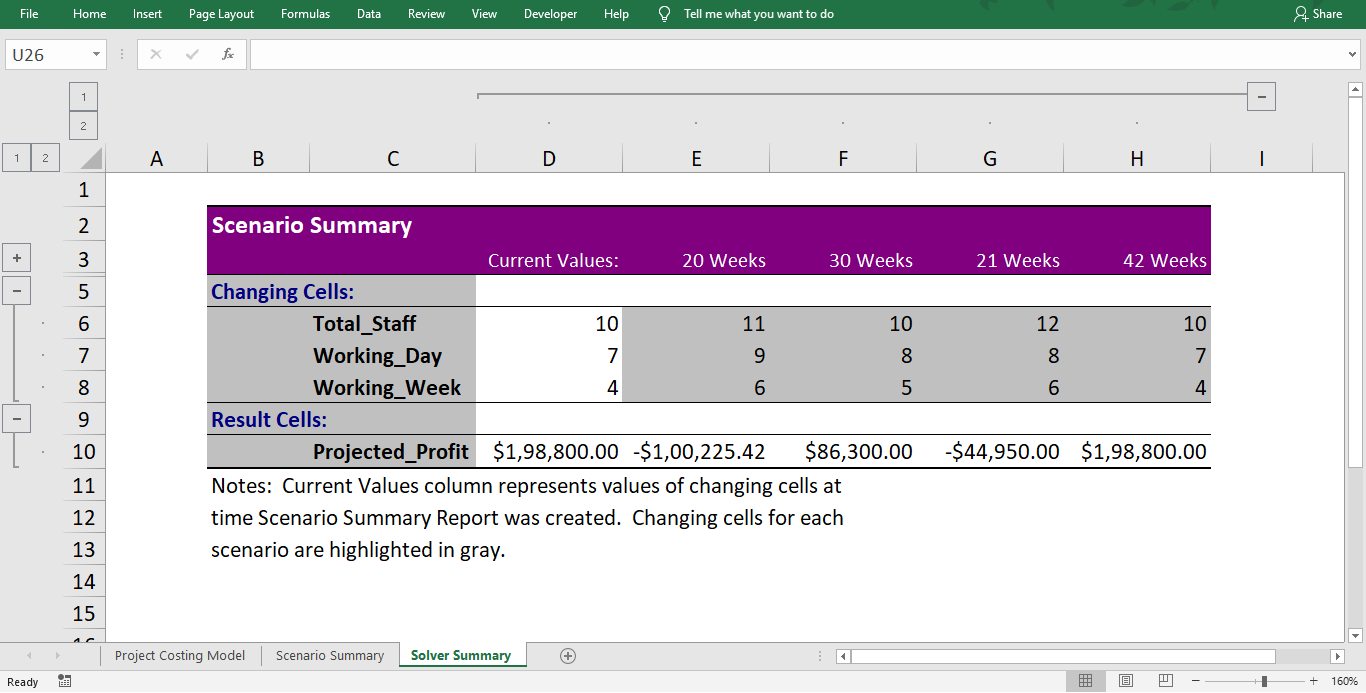 File Home Insert Page Layout Formulas Data Review View Developer Help Tell me what you want to do Share
U26 fx
1
2
1 2 A B C D E F G H I
1
2 Scenario Summary
3 Current Values: 20 Weeks 30 Weeks 21 Weeks 42 Weeks
5 Changing Cells:
6 Total_Staff 10 11 10 12 10
7 Working_Day 7 9 8 8 7
8 Working_Week 4 6 5 6 4
9 Result Cells:
10 Projected_Profit $1,98,800.00 -$1,00,225.42 $86,300.00 -$44,950.00 $1,98,800.00
11 Notes:  Current Values column represents values of changing cells at
12 time Scenario Summary Report was created.  Changing cells for each
13 scenario are highlighted in gray.
14
15
Project Costing Model Scenario Summary Solver Summary
Ready 160%